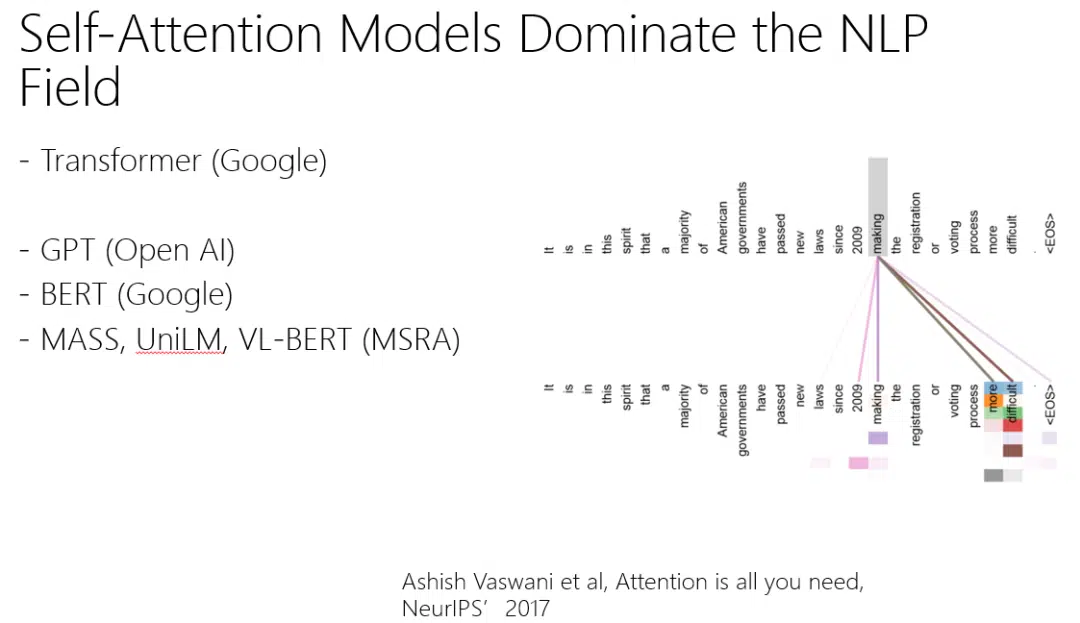 Self-Attention Models Dominate the NLP
Field
- Transformer (Google)
- GPT (Open AI)
- BERT (Google)
- MASS, UniLM, VL-BERT (MSRA)
It is in this spirit that a majority of American governments have passed new laws since 2009 making the registration or voting process more difficult . <EOS>
It is in this spirit that a majority of American governments have passed new laws since 2009 making the registration or voting process more difficult . <EOS>
Ashish Vaswani et al, Attention is all you need,
NeurIPS’ 2017